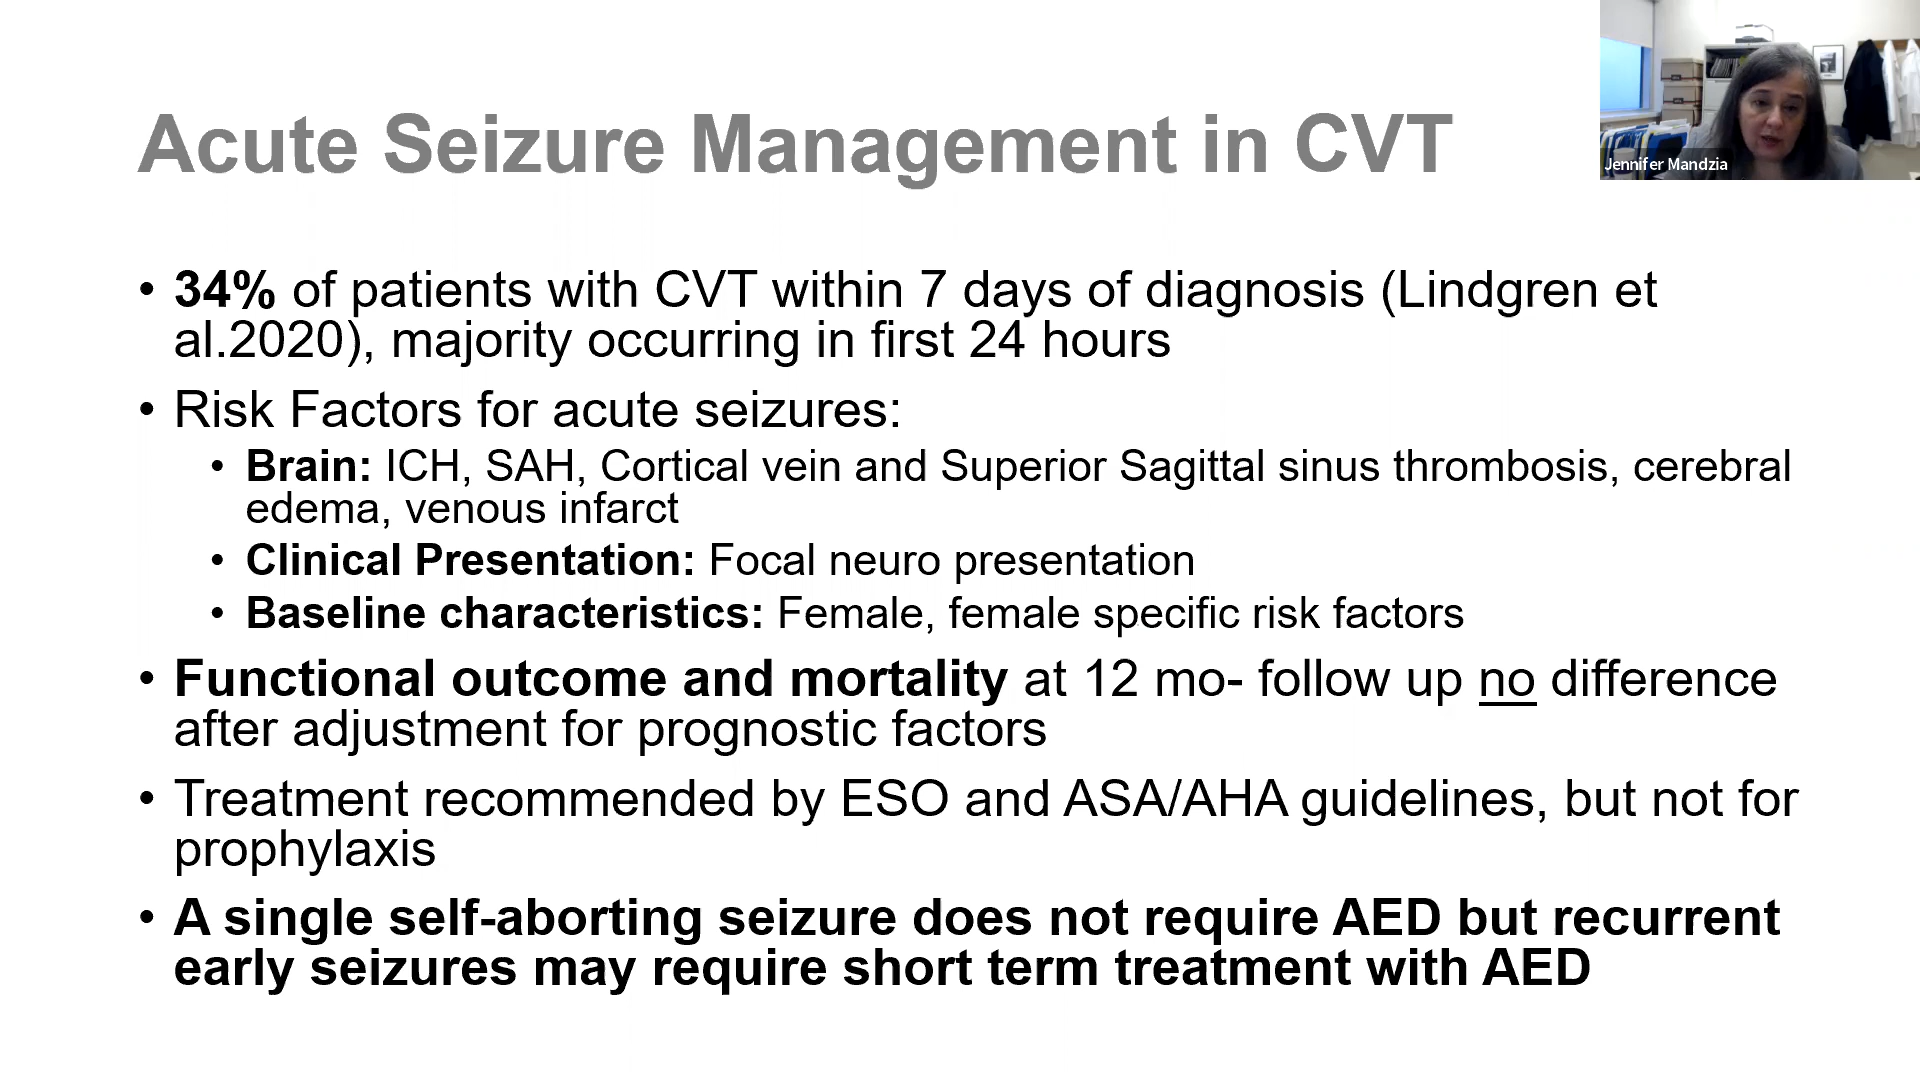 Acute Seizure Management in CVT
Jennifer Mandzia
• 34% of patients with CVT within 7 days of diagnosis (Lindgren et
al.2020), majority occurring in first 24 hours
• Risk Factors for acute seizures:
• Brain: ICH, SAH, Cortical vein and Superior Sagittal sinus thrombosis, cerebral
edema, venous infarct
• Clinical Presentation: Focal neuro presentation
• Baseline characteristics: Female, female specific risk factors
• Functional outcome and mortality at 12 mo- follow up no difference
after adjustment for prognostic factors
• Treatment recommended by ESO and ASA/AHA guidelines, but not for
prophylaxis
• A single self-aborting seizure does not require AED but recurrent
early seizures may require short term treatment with AED